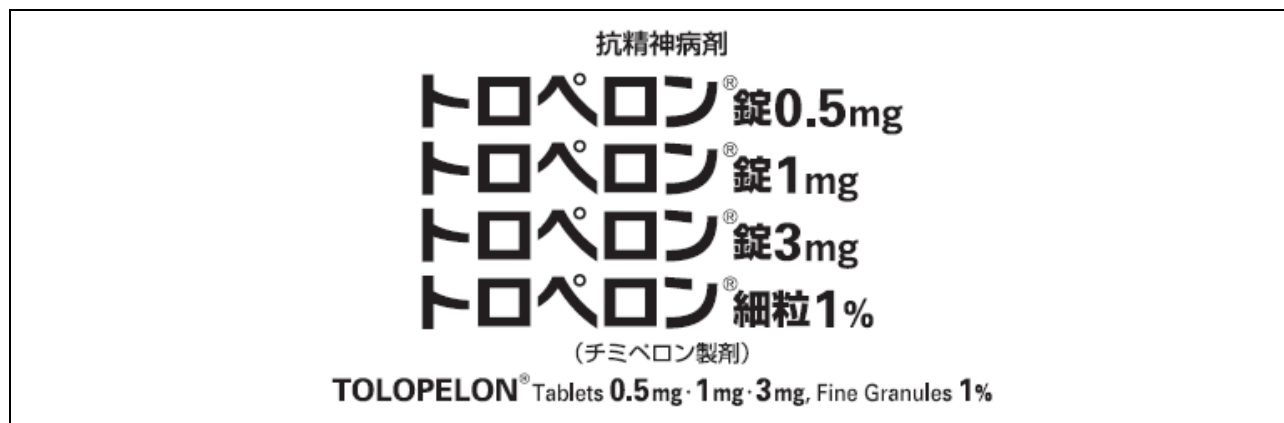 抗精神病剤
トロペロン®錠0.5mg
トロペロン®錠1mg
トロペロン®錠3mg
トロペロン®細粒1%
（チミペロン製剤）
TOLOPELON® Tablets 0.5mg・1mg・3mg, Fine Granules 1%